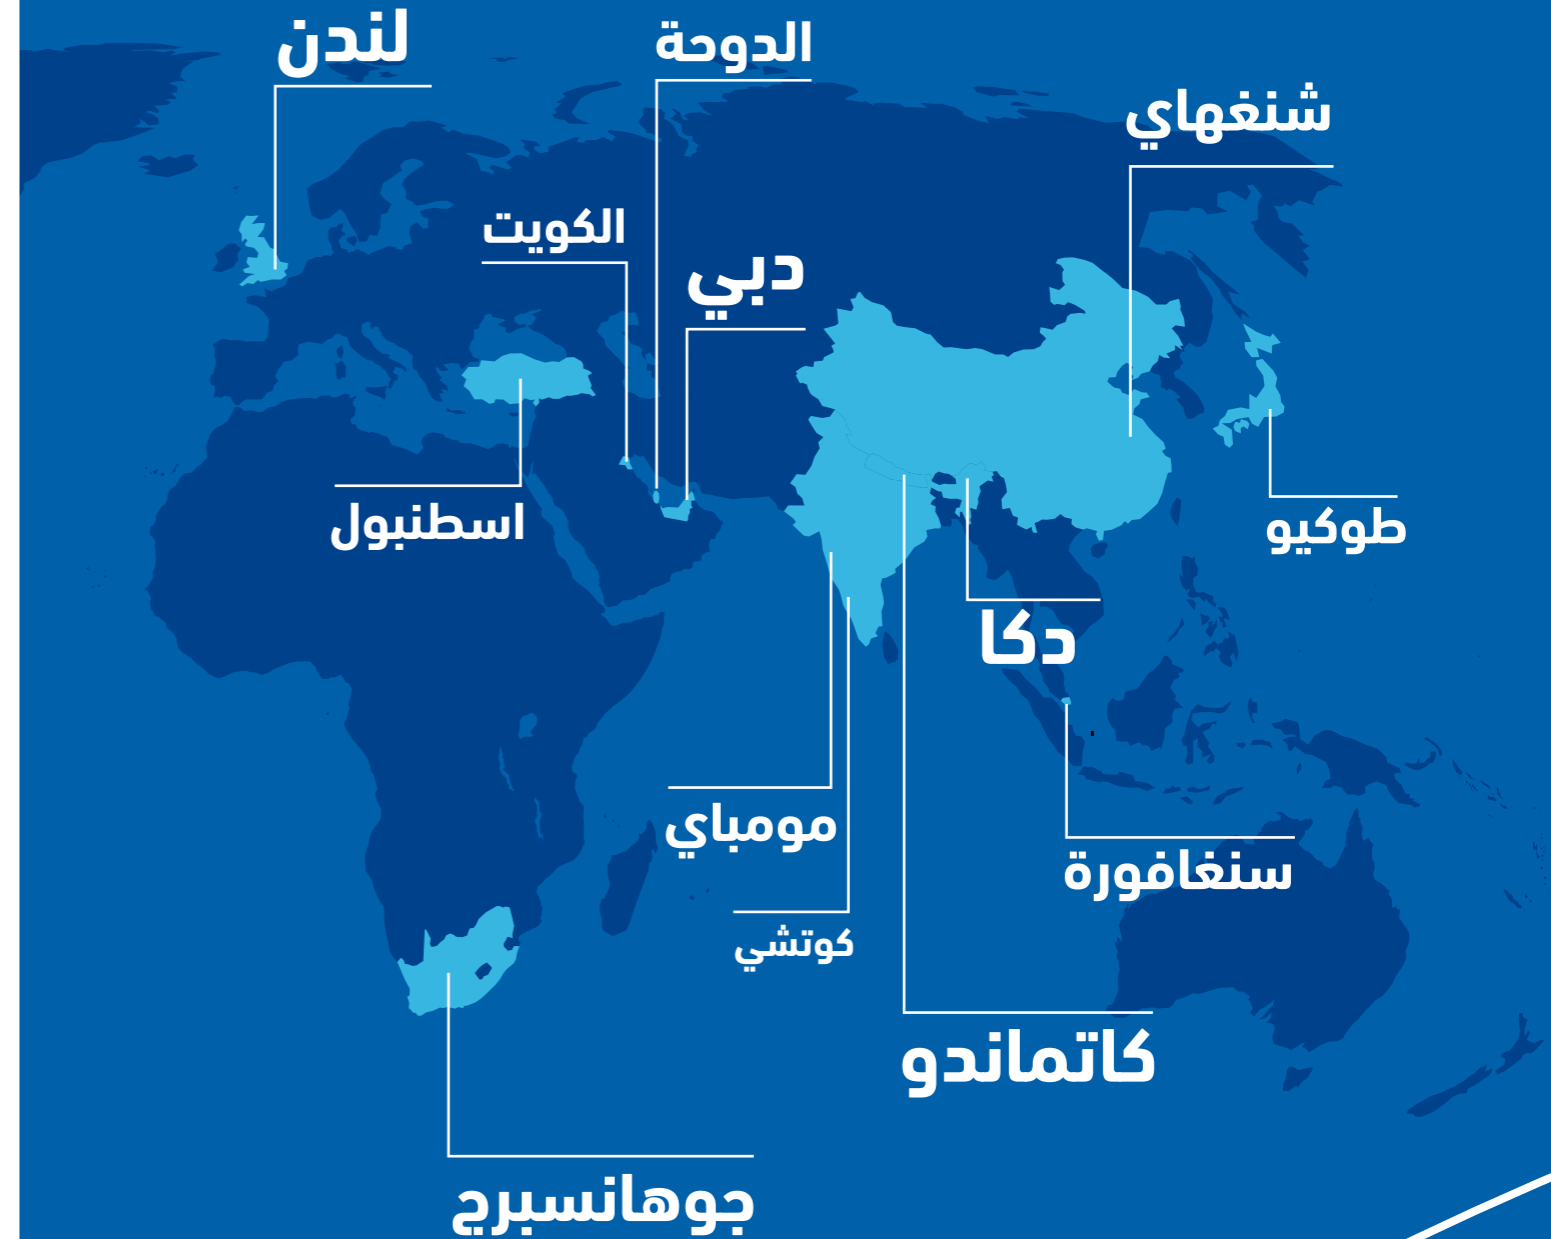 لندن
الدوحة
شنغهاي
الكويت
دبي
اسطنبول
طوكيو
دكا
مومباي
سنغافورة
كوتشي
كاتماندو
جوهانسبرج